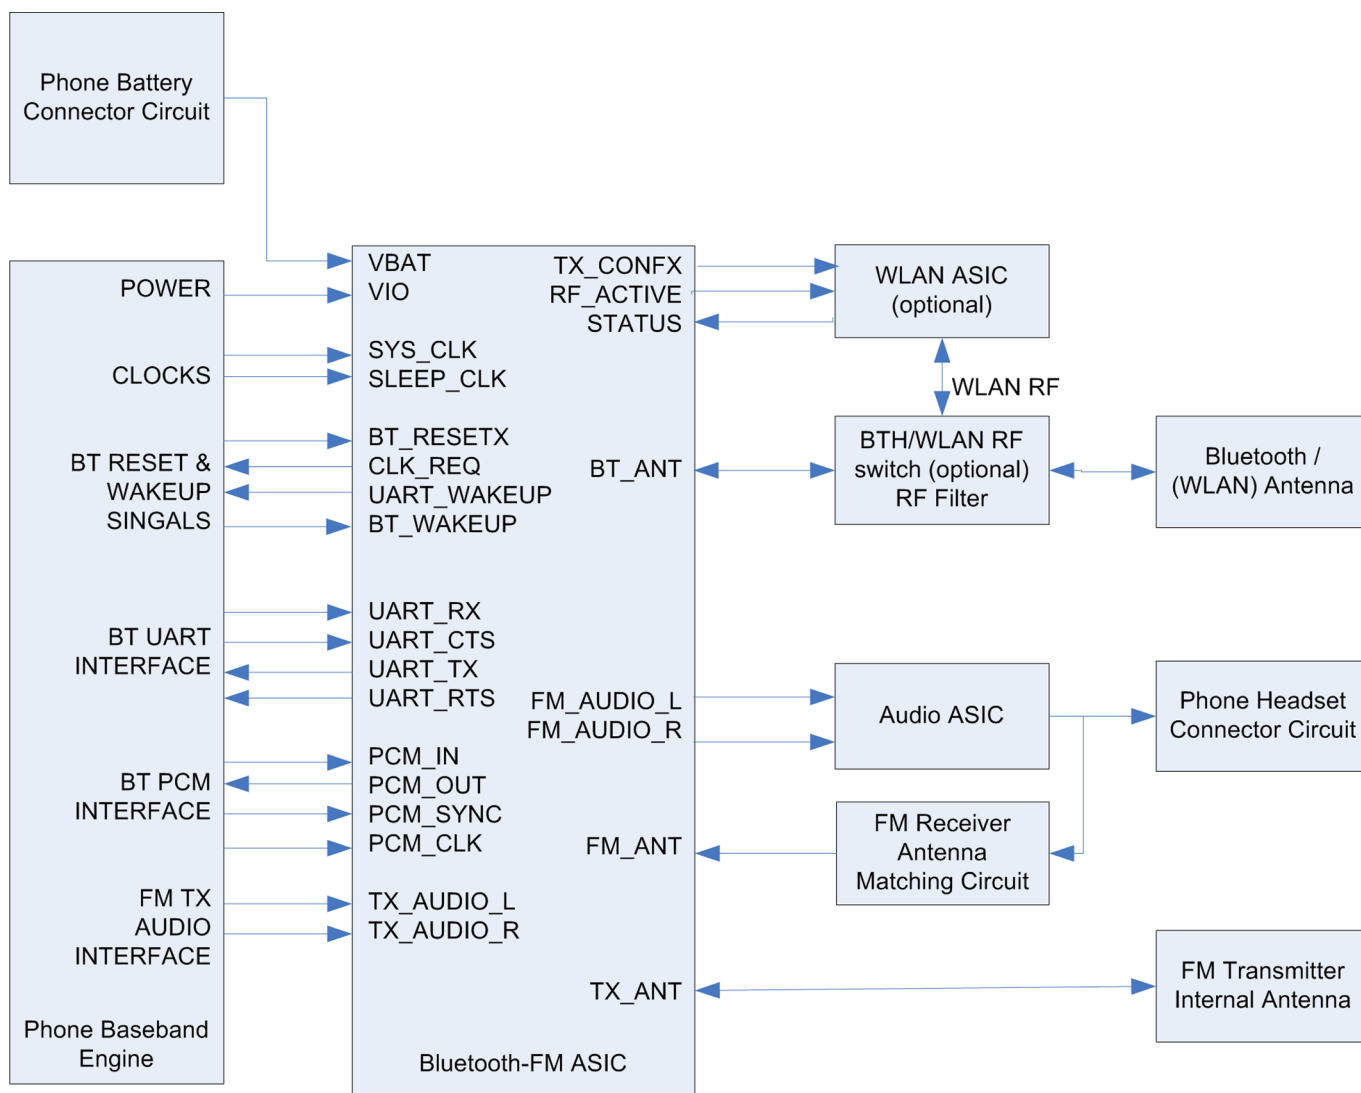 Phone Battery
Connector Circuit
POWER
CLOCKS
BT RESET &
WAKEUP
SINGALS
BT UART
INTERFACE
BT PCM
INTERFACE
FM TX
AUDIO
INTERFACE
Phone Baseband
Engine
VBAT
VIO
SYS_CLK
SLEEP_CLK
BT_RESETX
CLK_REQ
UART_WAKEUP
BT_WAKEUP
UART_RX
UART_CTS
UART_TX
UART_RTS
PCM_IN
PCM_OUT
PCM_SYNC
PCM_CLK
TX_AUDIO_L
TX_AUDIO_R
TX_CONFX
RF_ACTIVE
STATUS
BT_ANT
FM_AUDIO_L
FM_AUDIO_R
FM_ANT
TX_ANT
Bluetooth-FM ASIC
WLAN ASIC
(optional)
WLAN RF
BTH/WLAN RF
switch (optional)
RF Filter
Bluetooth /
(WLAN) Antenna
Audio ASIC
Phone Headset
Connector Circuit
FM Receiver
Antenna
Matching Circuit
FM Transmitter
Internal Antenna